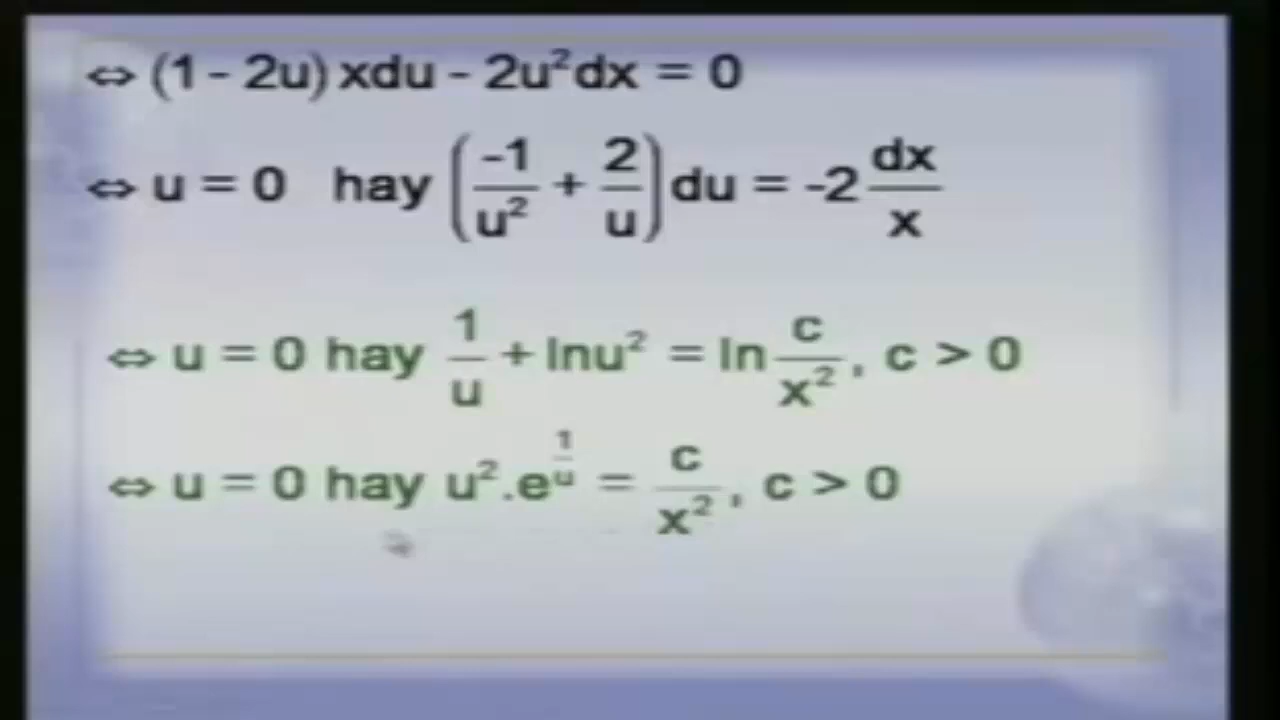 ⇔ (1 - 2u) xdu - 2u²dx = 0
⇔ u = 0 hay (-1/u² + 2/u) du = -2 dx/x
⇔ u = 0 hay 1/u + lnu² = ln c/x², c > 0
⇔ u = 0 hay u².e^(1/u) = c/x², c > 0